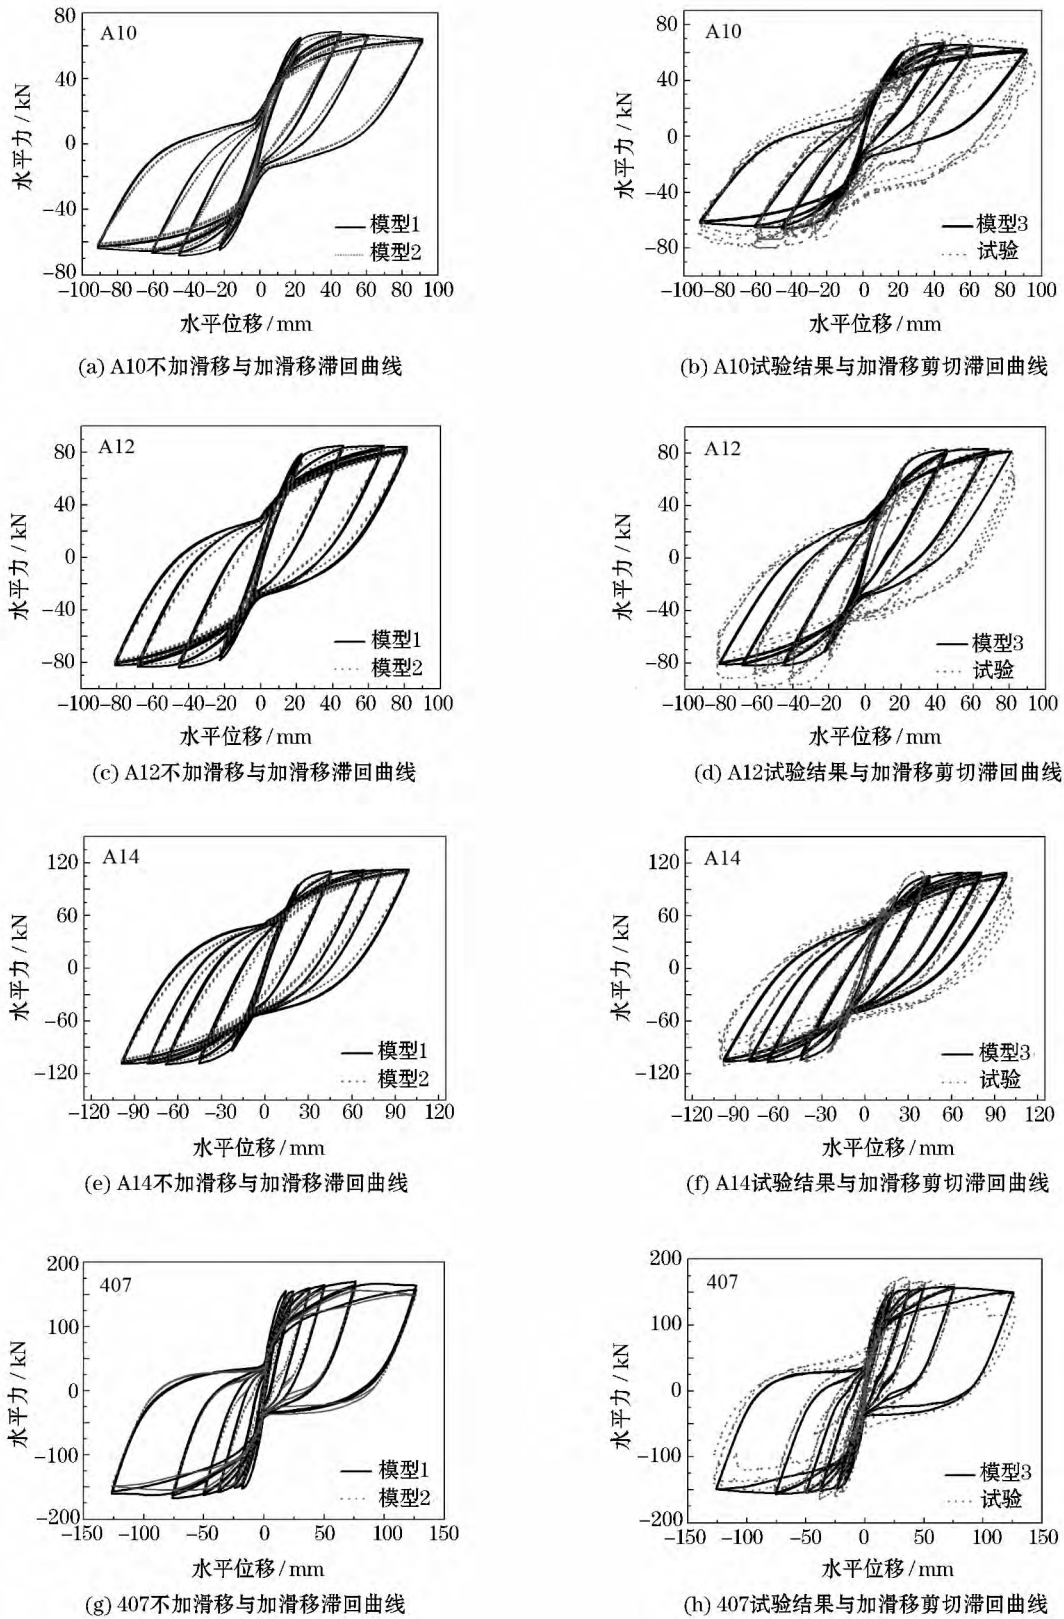 A10
80
40
0
−40
−80
水平力 / kN
模型1
模型2
−100−80−60−40−20 0 20 40 60 80 100
水平位移 / mm
(a) A10不加滑移与加滑移滞回曲线
A10
80
60
40
20
0
−20
−40
−60
−80
水平力 / kN
模型3
试验
−100−80−60−40−20 0 20 40 60 80 100
水平位移 / mm
(b) A10试验结果与加滑移剪切滞回曲线
A12
80
40
0
−40
−80
水平力 / kN
模型1
模型2
−100−80−60−40−20 0 20 40 60 80 100
水平位移 / mm
(c) A12不加滑移与加滑移滞回曲线
A12
80
40
0
−40
−80
水平力 / kN
模型3
试验
−100−80−60−40−20 0 20 40 60 80 100
水平位移 / mm
(d) A12试验结果与加滑移剪切滞回曲线
A14
120
60
0
−60
−120
水平力 / kN
模型1
模型2
−120−90−60−30 0 30 60 90 120
水平位移 / mm
(e) A14不加滑移与加滑移滞回曲线
A14
120
60
0
−60
−120
水平力 / kN
模型3
试验
−120−90−60−30 0 30 60 90 120
水平位移 / mm
(f) A14试验结果与加滑移剪切滞回曲线
407
200
100
0
−100
−200
水平力 / kN
模型1
模型2
−150−100 −50 0 50 100 150
水平位移 / mm
(g) 407不加滑移与加滑移滞回曲线
407
200
100
0
−100
−200
水平力 / kN
模型3
试验
−150−100 −50 0 50 100 150
水平位移 / mm
(h) 407试验结果与加滑移剪切滞回曲线